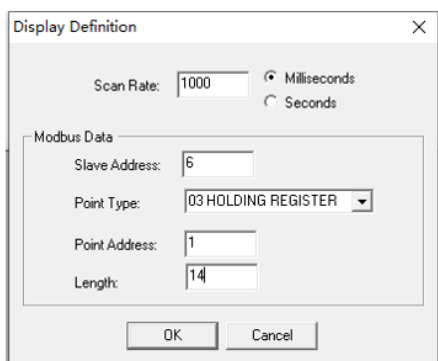 Display Definition
Scan Rate: 1000 Milliseconds
Seconds
Modbus Data
Slave Address: 6
Point Type: 03 HOLDING REGISTER
Point Address: 1
Length: 14
OK Cancel